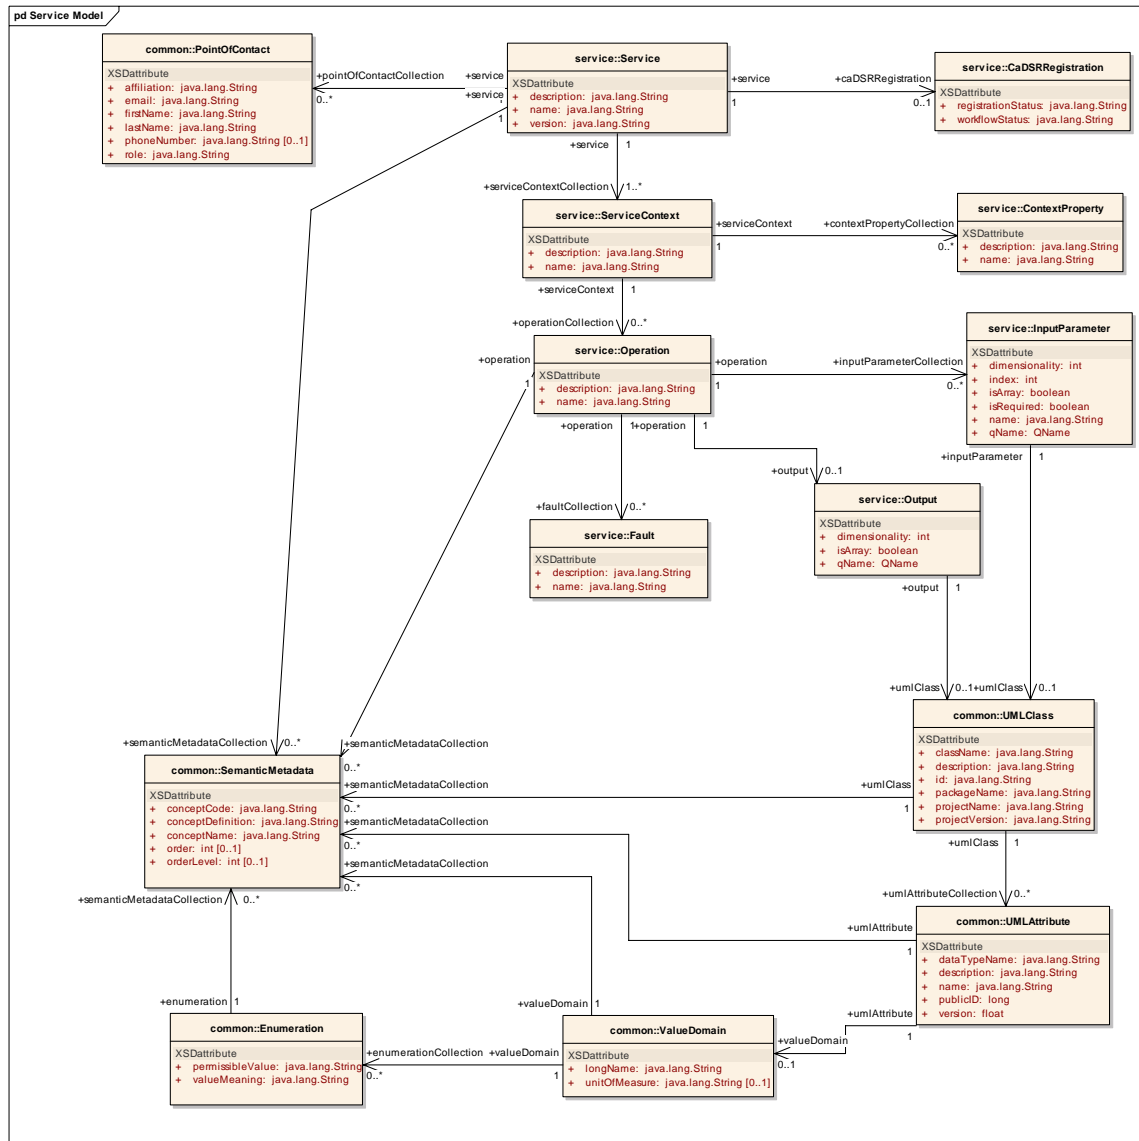 pd Service Model
common::PointOfContact
XSDattribute
+ affiliation: java.lang.String
+ email: java.lang.String
+ firstName: java.lang.String
+ lastName: java.lang.String
+ phoneNumber: java.lang.String [0..1]
+ role: java.lang.String
+pointOfContactCollection
0..*
+service
+service
1
service::Service
XSDattribute
+ description: java.lang.String
+ name: java.lang.String
+ version: java.lang.String
+service
1
+caDSRRegistration
0..1
service::CaDSRRegistration
XSDattribute
+ registrationStatus: java.lang.String
+ workflowStatus: java.lang.String
+service
1
+serviceContextCollection
1..*
service::ServiceContext
XSDattribute
+ description: java.lang.String
+ name: java.lang.String
+serviceContext
1
+contextPropertyCollection
0..*
service::ContextProperty
XSDattribute
+ description: java.lang.String
+ name: java.lang.String
+serviceContext
1
+operationCollection
0..*
service::Operation
XSDattribute
+ description: java.lang.String
+ name: java.lang.String
+operation
1
+operation
1
+inputParameterCollection
0..*
service::InputParameter
XSDattribute
+ dimensionality: int
+ index: int
+ isArray: boolean
+ isRequired: boolean
+ name: java.lang.String
+ qName: QName
+operation
1
+operation
1
+inputParameter
1
+output
0..1
service::Output
XSDattribute
+ dimensionality: int
+ isArray: boolean
+ qName: QName
+faultCollection
0..*
service::Fault
XSDattribute
+ description: java.lang.String
+ name: java.lang.String
+output
1
+umlClass
0..1
+umlClass
0..1
common::UMLClass
XSDattribute
+ className: java.lang.String
+ description: java.lang.String
+ id: java.lang.String
+ packageName: java.lang.String
+ projectName: java.lang.String
+ projectVersion: java.lang.String
+semanticMetadataCollection
0..*
+semanticMetadataCollection
0..*
common::SemanticMetadata
XSDattribute
+ conceptCode: java.lang.String
+ conceptDefinition: java.lang.String
+ conceptName: java.lang.String
+ order: int [0..1]
+ orderLevel: int [0..1]
+semanticMetadataCollection
0..*
+umlClass
1
+semanticMetadataCollection
0..*
+semanticMetadataCollection
0..*
+umlClass
1
+semanticMetadataCollection
0..*
+umlAttributeCollection
0..*
common::UMLAttribute
XSDattribute
+ dataTypeName: java.lang.String
+ description: java.lang.String
+ name: java.lang.String
+ publicID: long
+ version: float
+umlAttribute
1
+enumeration
1
+valueDomain
1
+umlAttribute
1
+valueDomain
0..1
common::Enumeration
XSDattribute
+ permissibleValue: java.lang.String
+ valueMeaning: java.lang.String
+enumerationCollection
0..*
+valueDomain
1
common::ValueDomain
XSDattribute
+ longName: java.lang.String
+ unitOfMeasure: java.lang.String [0..1]